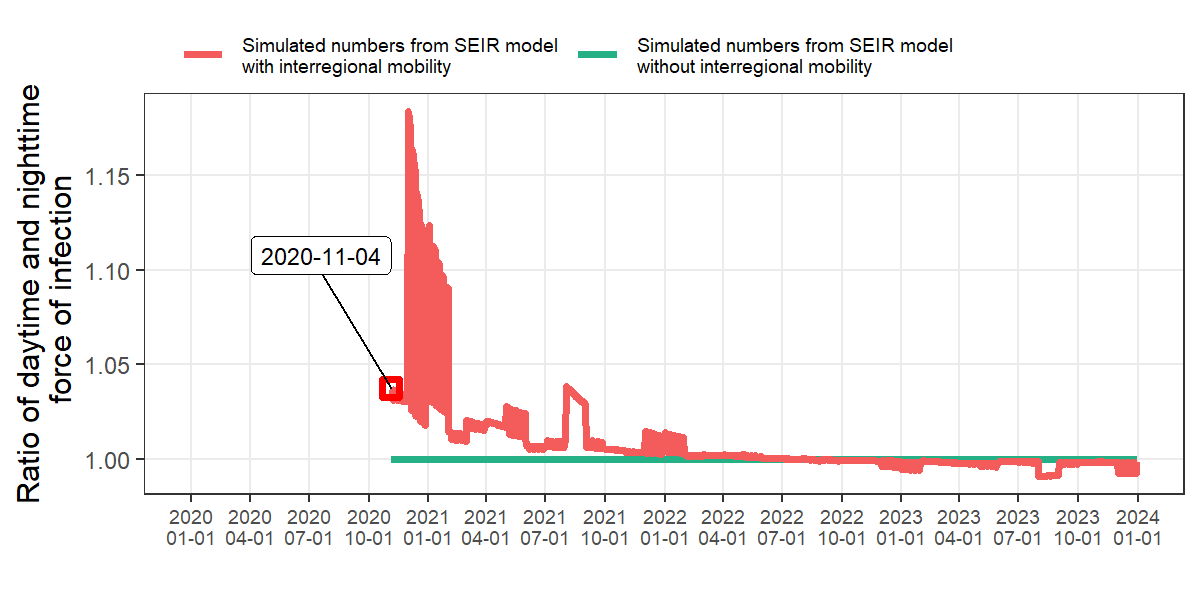 Simulated numbers from SEIR model
with interregional mobility
Simulated numbers from SEIR model
without interregional mobility
Ratio of daytime and nighttime
force of infection
1.15
1.10
1.05
1.00
2020-11-04
2020 2020 2020 2020 2021 2021 2021 2021 2022 2022 2022 2022 2023 2023 2023 2023 2024
01-01 04-01 07-01 10-01 01-01 04-01 07-01 10-01 01-01 04-01 07-01 10-01 01-01 04-01 07-01 10-01 01-01